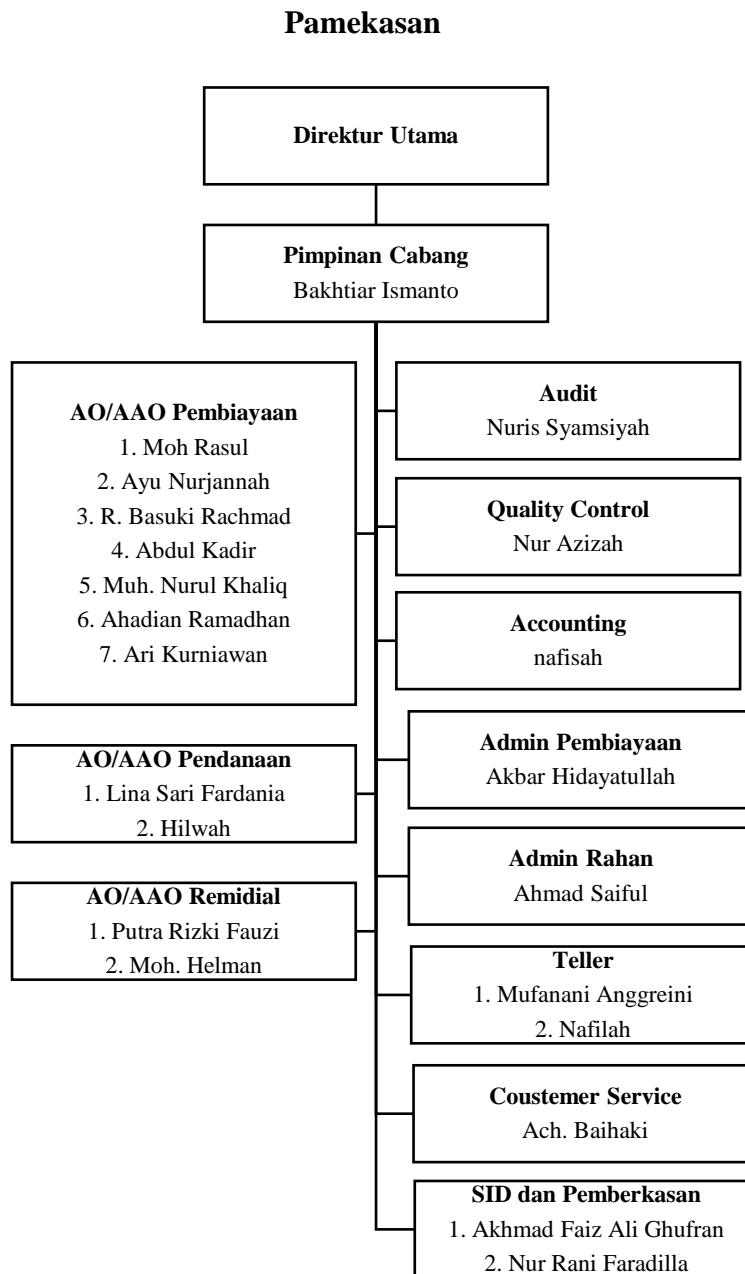 Pamekasan
Direktur Utama
Pimpinan Cabang
Bakhtiar Ismanto
AO/AAO Pembiayaan
1. Moh Rasul
2. Ayu Nurjannah
3. R. Basuki Rachmad
4. Abdul Kadir
5. Muh. Nurul Khaliq
6. Ahadian Ramadhan
7. Ari Kurniawan
AO/AAO Pendanaan
1. Lina Sari Fardania
2. Hilwah
AO/AAO Remidial
1. Putra Rizki Fauzi
2. Moh. Helman
Audit
Nuris Syamsiyah
Quality Control
Nur Azizah
Accounting
nafisah
Admin Pembiayaan
Akbar Hidayatullah
Admin Rahan
Ahmad Saiful
Teller
1. Mufanani Anggreini
2. Nafilah
Coustemer Service
Ach. Baihaki
SID dan Pemberkasan
1. Akhmad Faiz Ali Ghufran
2. Nur Rani Faradilla